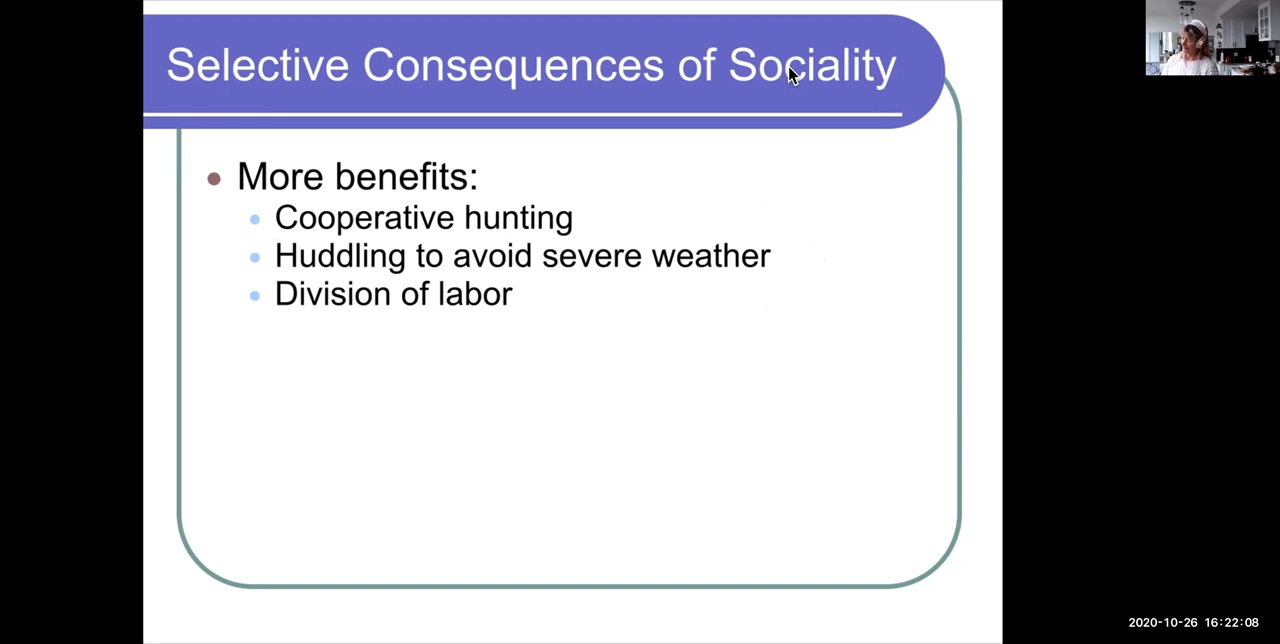 Selective Consequences of Sociality
More benefits:
Cooperative hunting
Huddling to avoid severe weather
Division of labor
2020-10-26 16:22:08